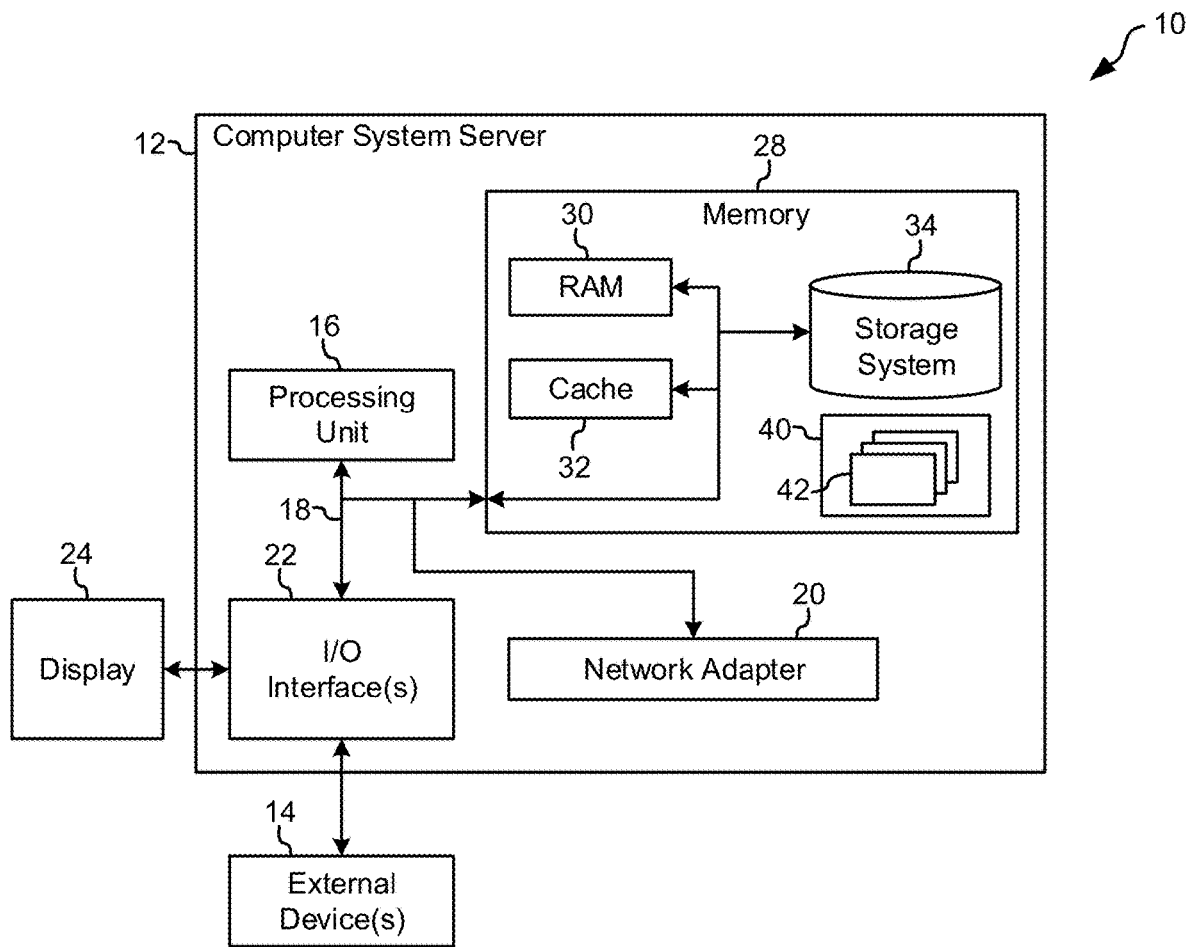 10
12
Computer System Server
28
Memory
30
RAM
34
Storage
System
16
Processing
Unit
Cache
32
40
42
18
24
Display
22
I/O
Interface(s)
20
Network Adapter
14
External
Device(s)